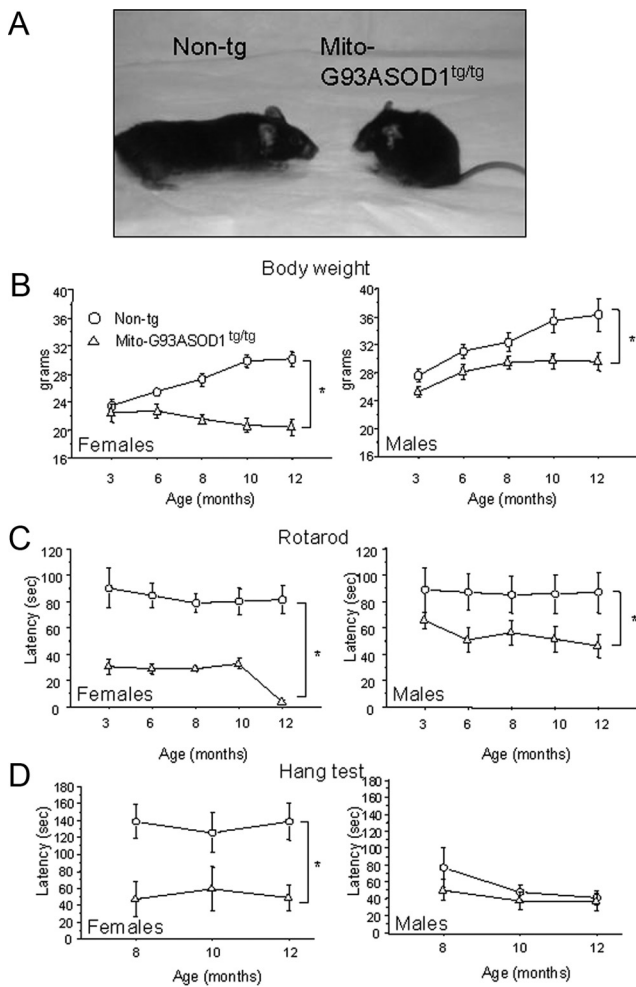 A
Non-tg
Mito-
G93ASOD1tg/tg
Body weight
B
40
36
32
28
24
20
16
grams
Non-tg
Mito-G93ASOD1tg/tg
*
Females
3 6 8 10 12
Age (months)
40
36
32
28
24
20
16
grams
*
Males
3 6 8 10 12
Age (months)
C
Rotarod
120
100
80
60
40
20
0
Latency (sec)
*
Females
3 6 8 10 12
Age (months)
120
100
80
60
40
20
0
Latency (sec)
*
Males
3 6 8 10 12
Age (months)
D
Hang test
180
160
140
120
100
80
60
40
20
0
Latency (sec)
*
Females
8 10 12
Age (months)
180
160
140
120
100
80
60
40
20
0
Latency (sec)
Males
8 10 12
Age (months)